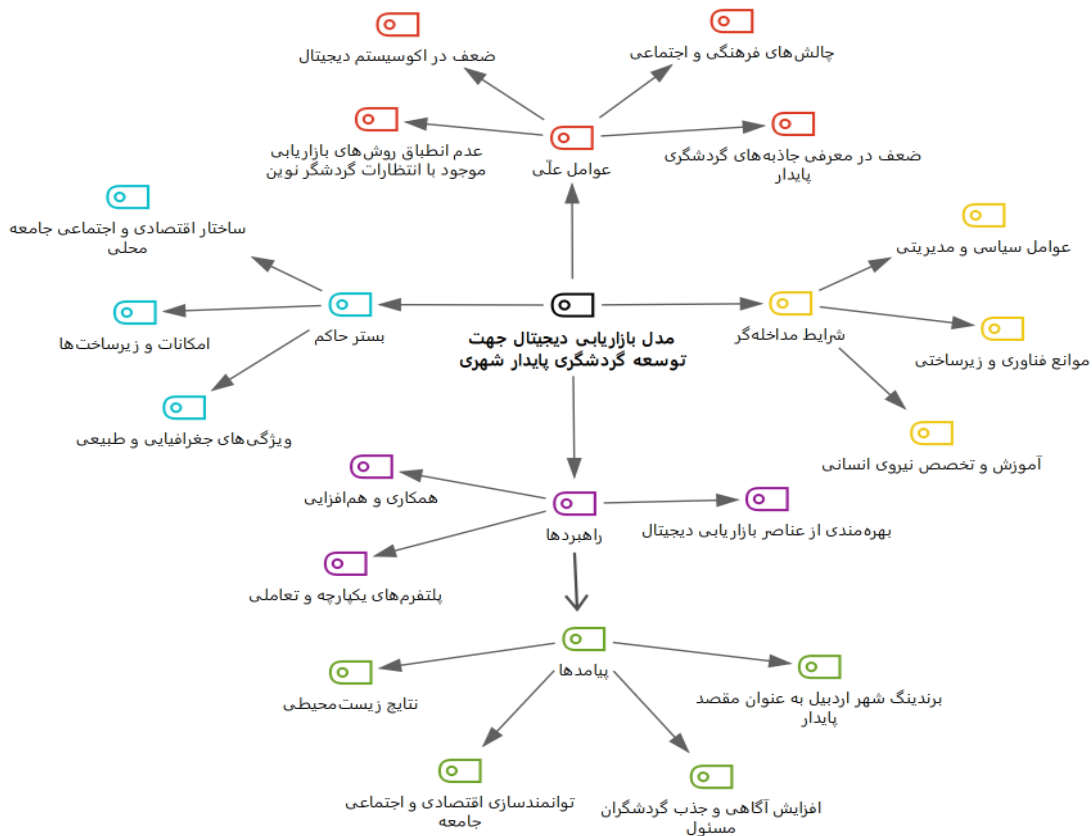 چالش‌های فرهنگی و اجتماعی
ضعف در اکوسیستم دیجیتال
ضعف در معرفی جاذبه‌های گردشگری
پایدار
عوامل علّی
عدم انطباق روش‌های بازاریابی
موجود با انتظارات گردشگر نوین
ساختار اقتصادی و اجتماعی جامعه
محلی
عوامل سیاسی و مدیریتی
شرایط مداخله‌گر
مدل بازاریابی دیجیتال جهت
توسعه گردشگری پایدار شهری
بستر حاکم
امکانات و زیرساخت‌ها
موانع فناوری و زیرساختی
ویژگی‌های جغرافیایی و طبیعی
آموزش و تخصص نیروی انسانی
همکاری و هم‌افزایی
بهره‌مندی از عناصر بازاریابی دیجیتال
راهبردها
پلتفرم‌های یکپارچه و تعاملی
پیامدها
برندینگ شهر اردبیل به عنوان مقصد
پایدار
نتایج زیست‌محیطی
افزایش آگاهی و جذب گردشگران
مسئول
توانمندسازی اقتصادی و اجتماعی
جامعه